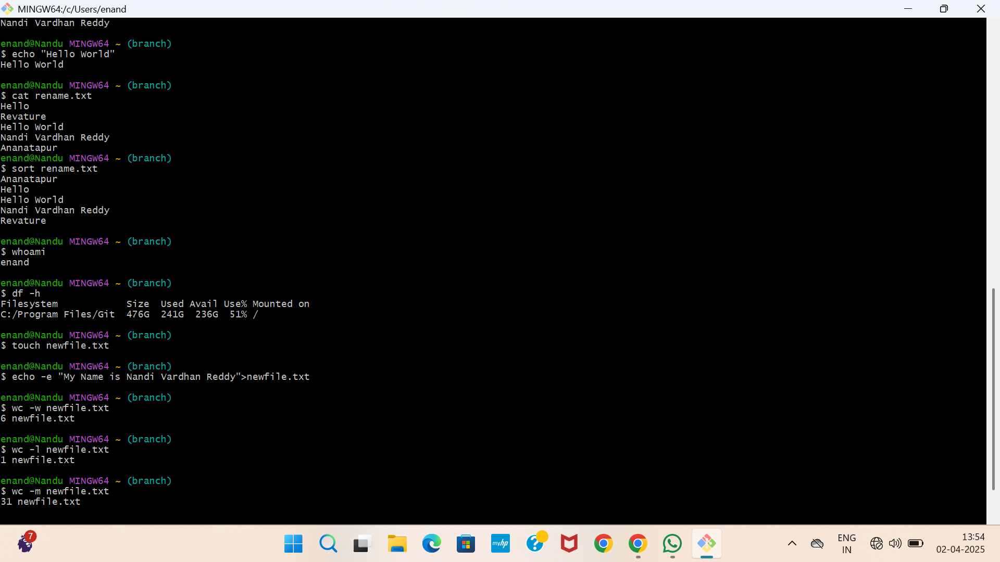 MINGW64:/c/Users/enand
Nandi Vardhan Reddy
enand@Nandu MINGW64 ~ (branch)
$ echo "Hello World"
Hello World
enand@Nandu MINGW64 ~ (branch)
$ cat rename.txt
Hello
Revature
Hello World
Nandi Vardhan Reddy
Ananatapur
enand@Nandu MINGW64 ~ (branch)
$ sort rename.txt
Ananatapur
Hello
Hello World
Nandi Vardhan Reddy
Revature
enand@Nandu MINGW64 ~ (branch)
$ whoami
enand
enand@Nandu MINGW64 ~ (branch)
$ df -h
Filesystem            Size  Used Avail Use% Mounted on
C:/Program Files/Git  476G  241G  236G  51% /
enand@Nandu MINGW64 ~ (branch)
$ touch newfile.txt
enand@Nandu MINGW64 ~ (branch)
$ echo -e "My Name is Nandi Vardhan Reddy">newfile.txt
enand@Nandu MINGW64 ~ (branch)
$ wc -w newfile.txt
6 newfile.txt
enand@Nandu MINGW64 ~ (branch)
$ wc -l newfile.txt
1 newfile.txt
enand@Nandu MINGW64 ~ (branch)
$ wc -m newfile.txt
31 newfile.txt
7
myhp
ENG
IN
13:54
02-04-2025